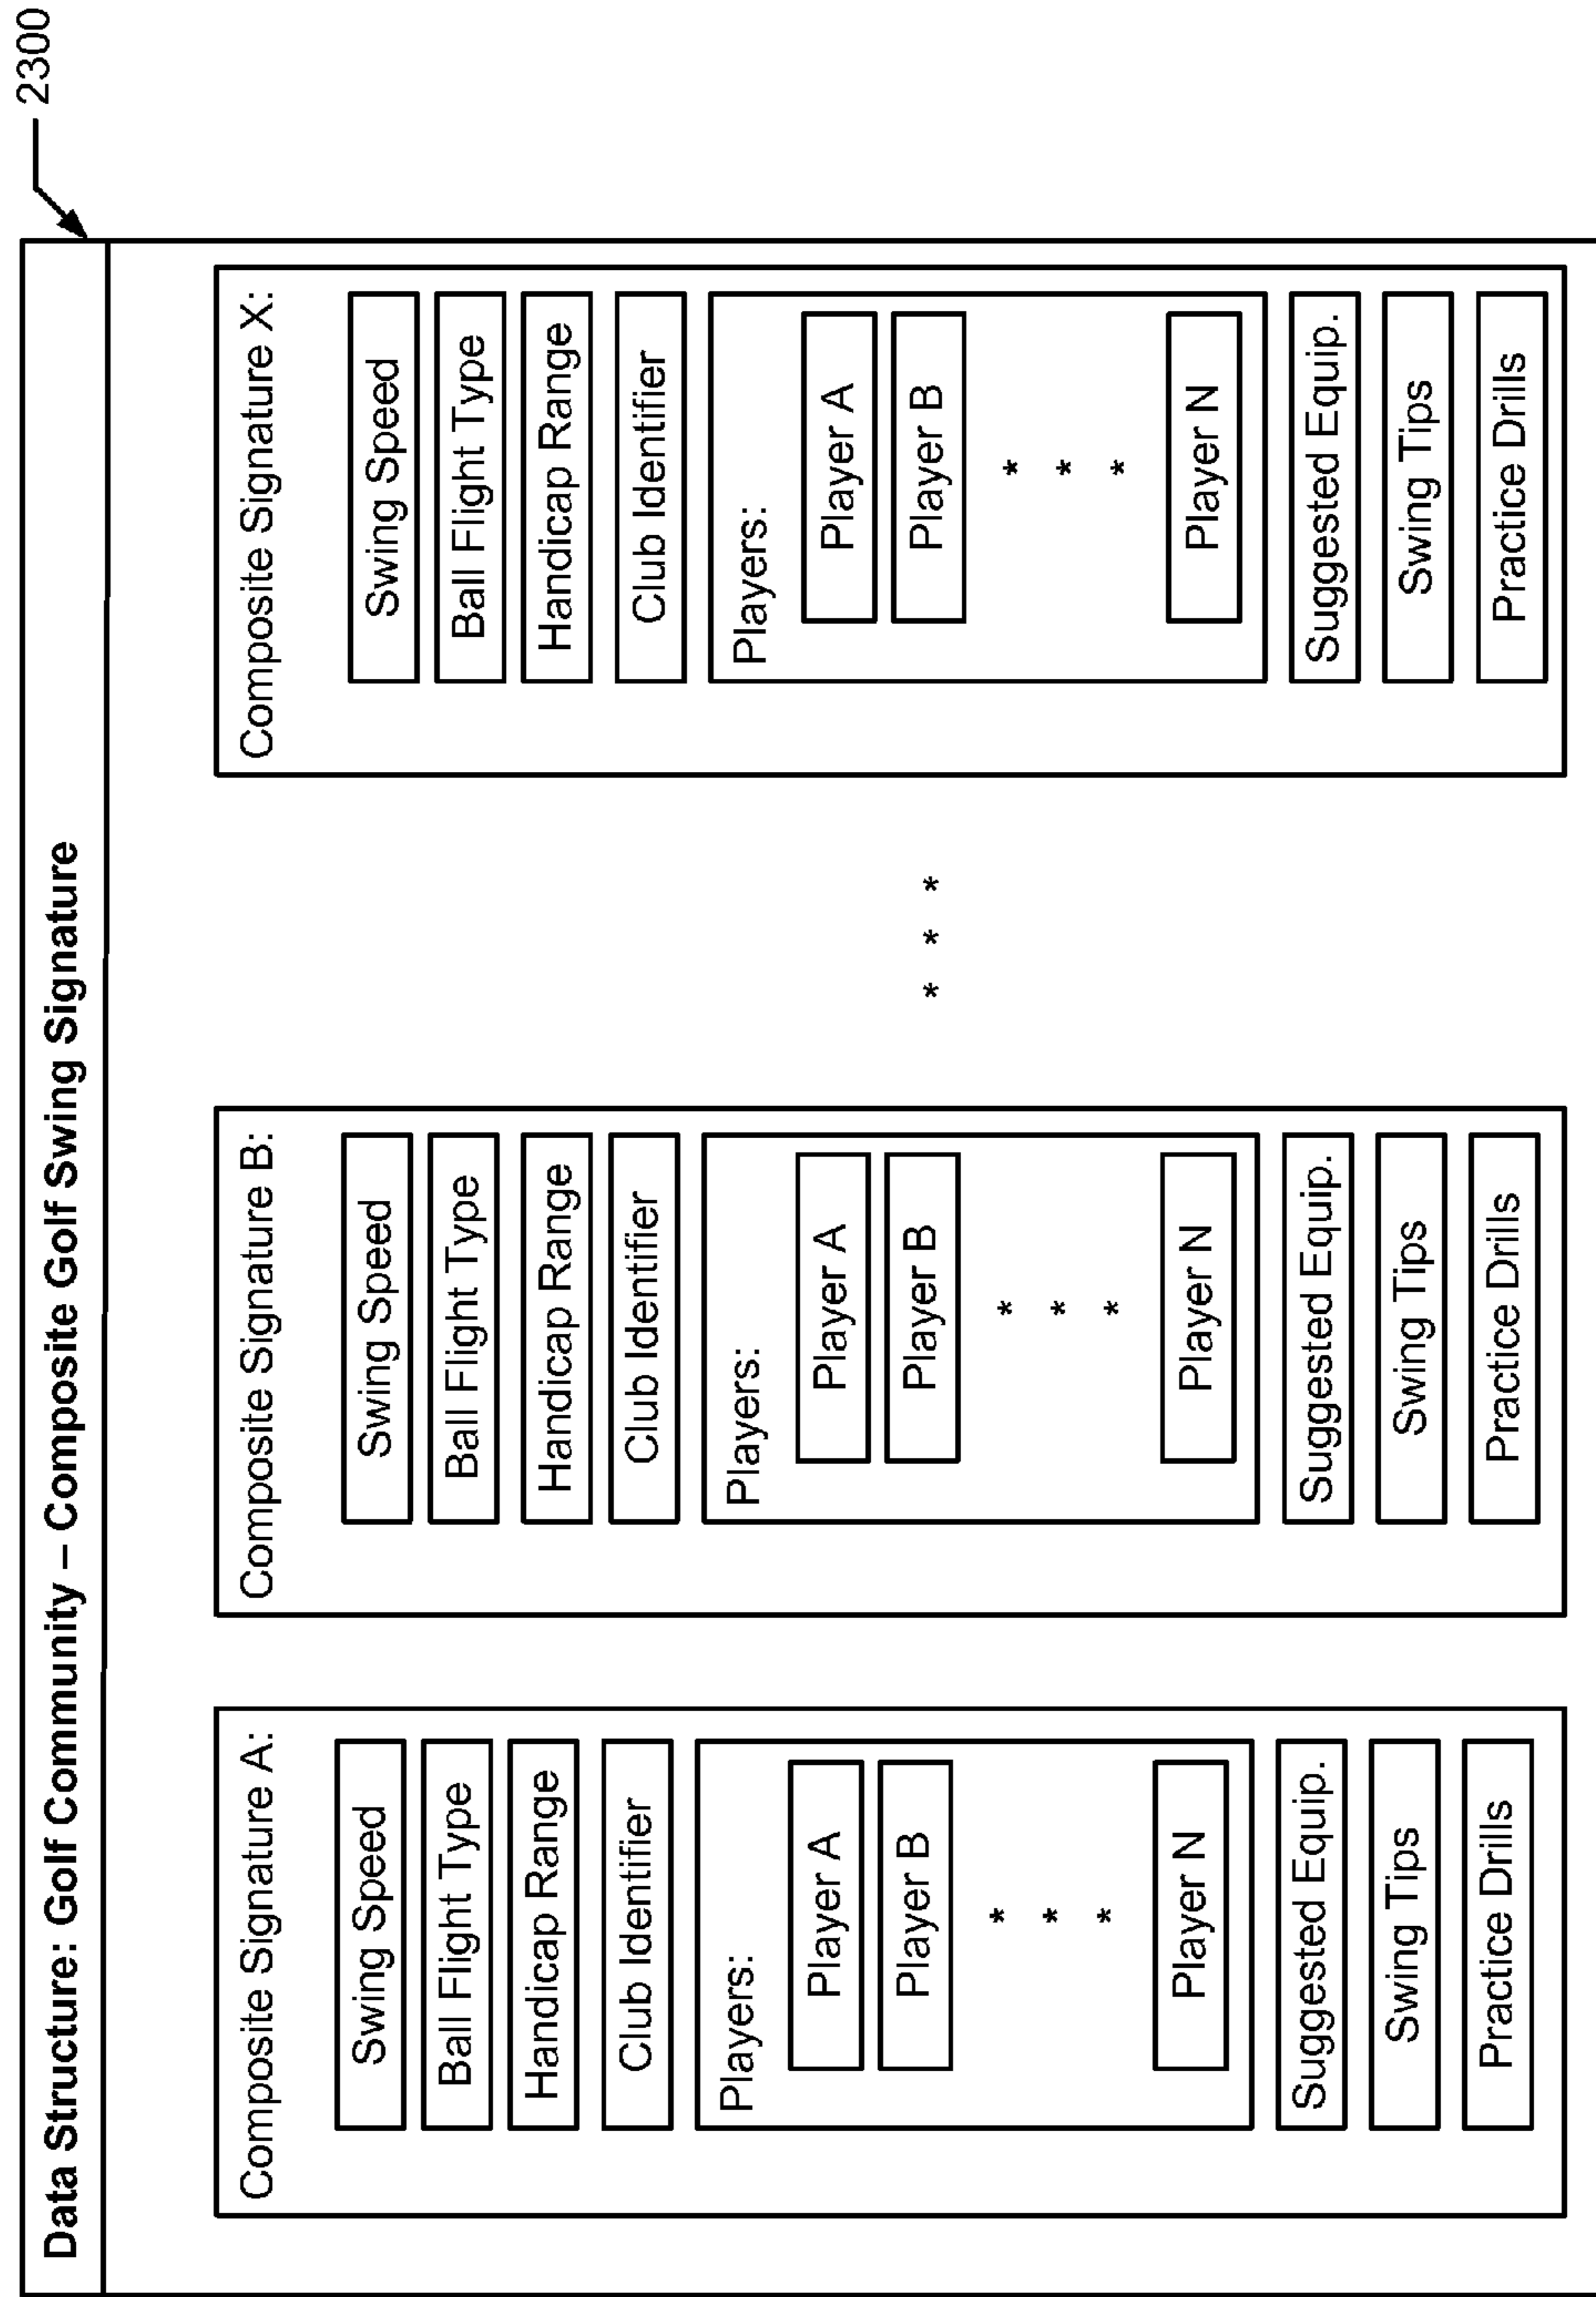 2300
Data Structure: Golf Community – Composite Golf Swing Signature
Composite Signature A:
Swing Speed
Ball Flight Type
Handicap Range
Club Identifier
Players:
Player A
Player B
*
*
*
Player N
Suggested Equip.
Swing Tips
Practice Drills
Composite Signature B:
Swing Speed
Ball Flight Type
Handicap Range
Club Identifier
Players:
Player A
Player B
*
*
*
Player N
Suggested Equip.
Swing Tips
Practice Drills
* * *
Composite Signature X:
Swing Speed
Ball Flight Type
Handicap Range
Club Identifier
Players:
Player A
Player B
*
*
*
Player N
Suggested Equip.
Swing Tips
Practice Drills